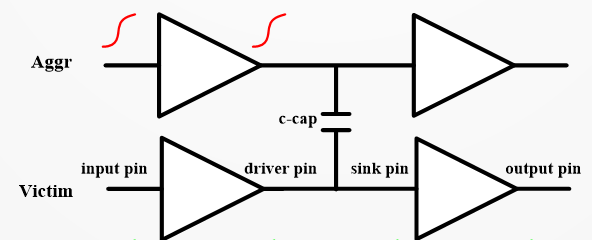 Aggr
c-cap
input pin
driver pin
sink pin
output pin
Victim